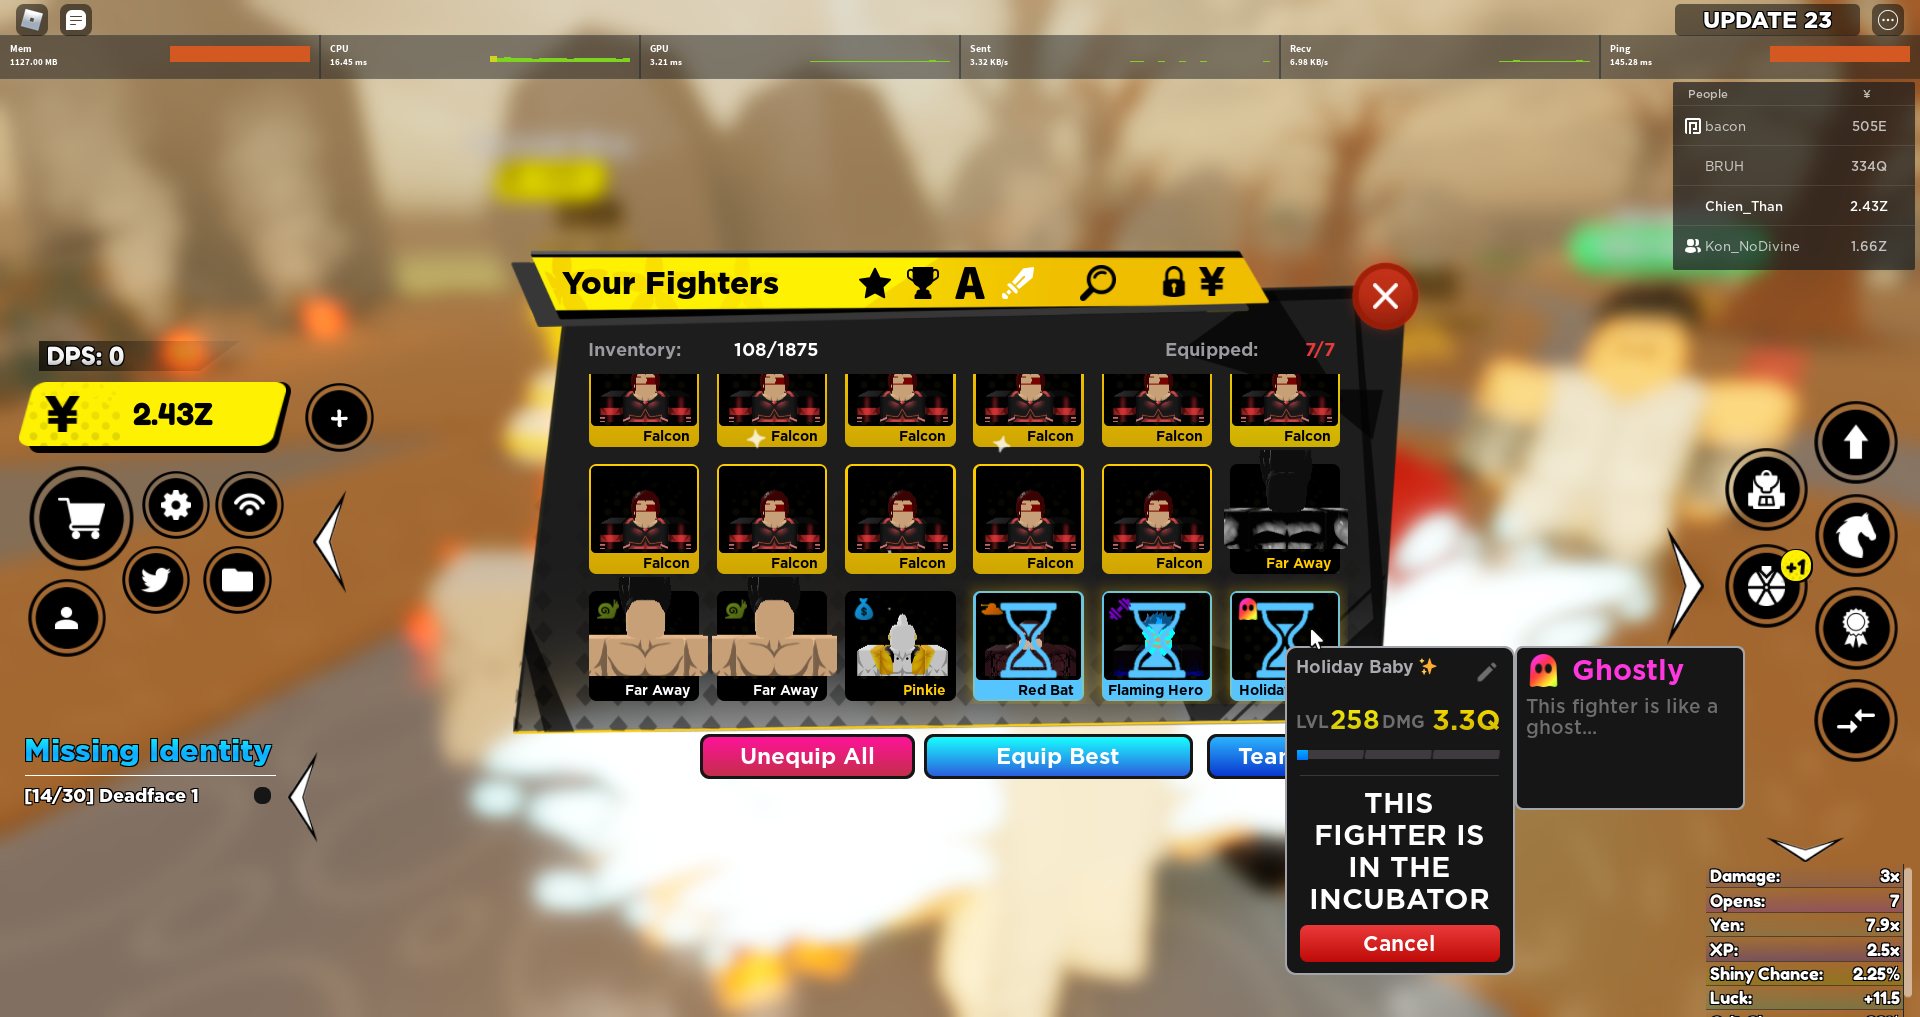 UPDATE 23
Mem
1127.00 MB
CPU
16.45 ms
GPU
3.21 ms
Sent
3.32 KB/s
Recv
6.98 KB/s
Ping
145.28 ms
People ¥
bacon 505E
BRUH 334Q
Chien_Than 2.43Z
Kon_NoDivine 1.66Z
Your Fighters A ¥
Inventory: 108/1875 Equipped: 7/7
Falcon Falcon Falcon Falcon Falcon Falcon
Falcon Falcon Falcon Falcon Falcon Far Away
Far Away Far Away Pinkie Red Bat Flaming Hero Holida
Unequip All Equip Best Tea
DPS: 0
¥ 2.43Z +
Missing Identity
[14/30] Deadface 1
Holiday Baby
LVL 258 DMG 3.3Q
THIS
FIGHTER IS
IN THE
INCUBATOR
Cancel
Ghostly
This fighter is like a
ghost...
+1
Damage: 3x
Opens: 7
Yen: 7.9x
XP: 2.5x
Shiny Chance: 2.25%
Luck: +11.5